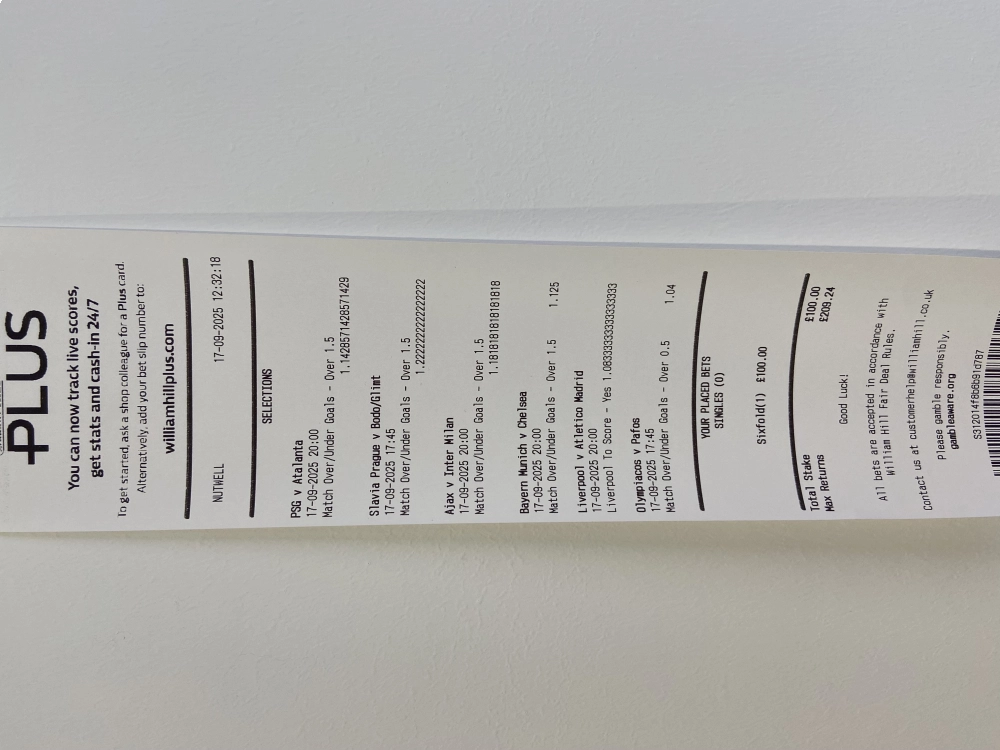 PLUS
You can now track live scores,
get stats and cash-in 24/7
To get started, ask a shop colleague for a Plus card.
Alternatively, add your bet slip number to:
williamhillplus.com
NUTWELL 17-09-2025 12:32:18
SELECTIONS
PSG v Atalanta
17-09-2025 20:00
Match Over/Under Goals - Over 1.5
1.1428571428571429
Slavia Prague v Bodo/Glimt
17-09-2025 17:45
Match Over/Under Goals - Over 1.5
1.2222222222222222
Ajax v Inter Milan
17-09-2025 20:00
Match Over/Under Goals - Over 1.5
1.1818181818181818
Bayern Munich v Chelsea
17-09-2025 20:00
Match Over/Under Goals - Over 1.5 1.125
Liverpool v Atletico Madrid
17-09-2025 20:00
Liverpool To Score - Yes 1.0833333333333333
Olympiacos v Pafos
17-09-2025 17:45
Match Over/Under Goals - Over 0.5 1.04
YOUR PLACED BETS
SINGLES (0)
Sixfold(1) £100.00
Total Stake £100.00
Max Returns £209.24
Good Luck!
All bets are accepted in accordance with
William Hill Fair Deal Rules.
Contact us at customerhelp@williamhill.co.uk
Please gamble responsibly.
gambleaware.org
S312014f8b6b91d787